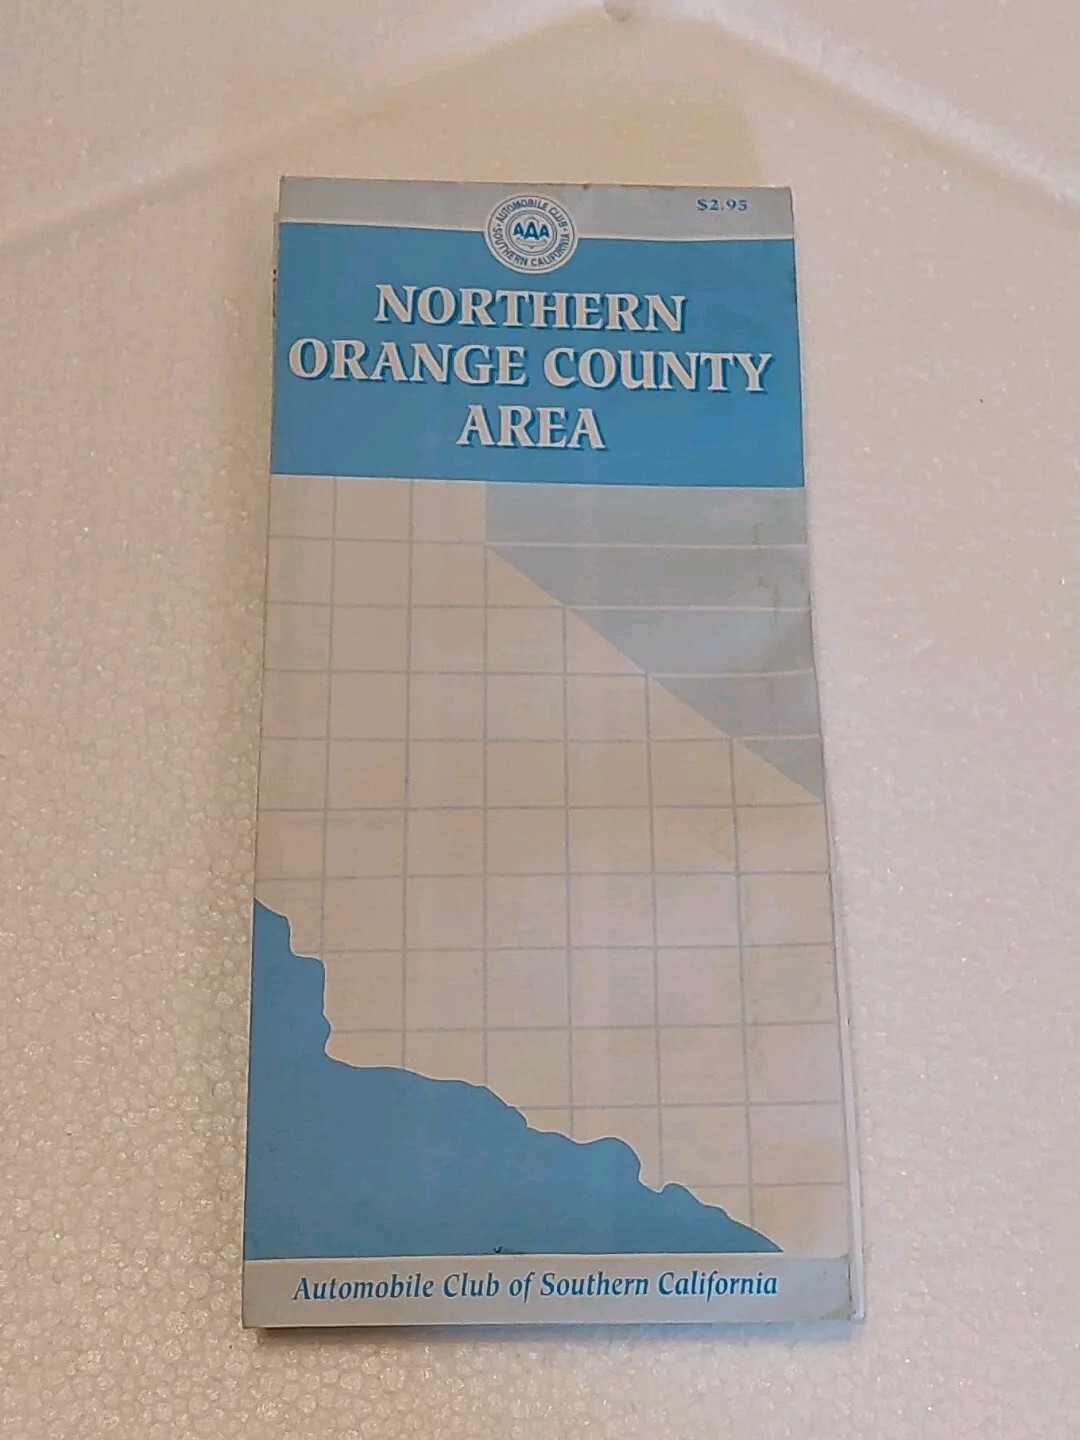 $2.95
AUTOMOBILE CLUB
AAA
SOUTHERN CALIFORNIA
NORTHERN
ORANGE COUNTY
AREA
Automobile Club of Southern California